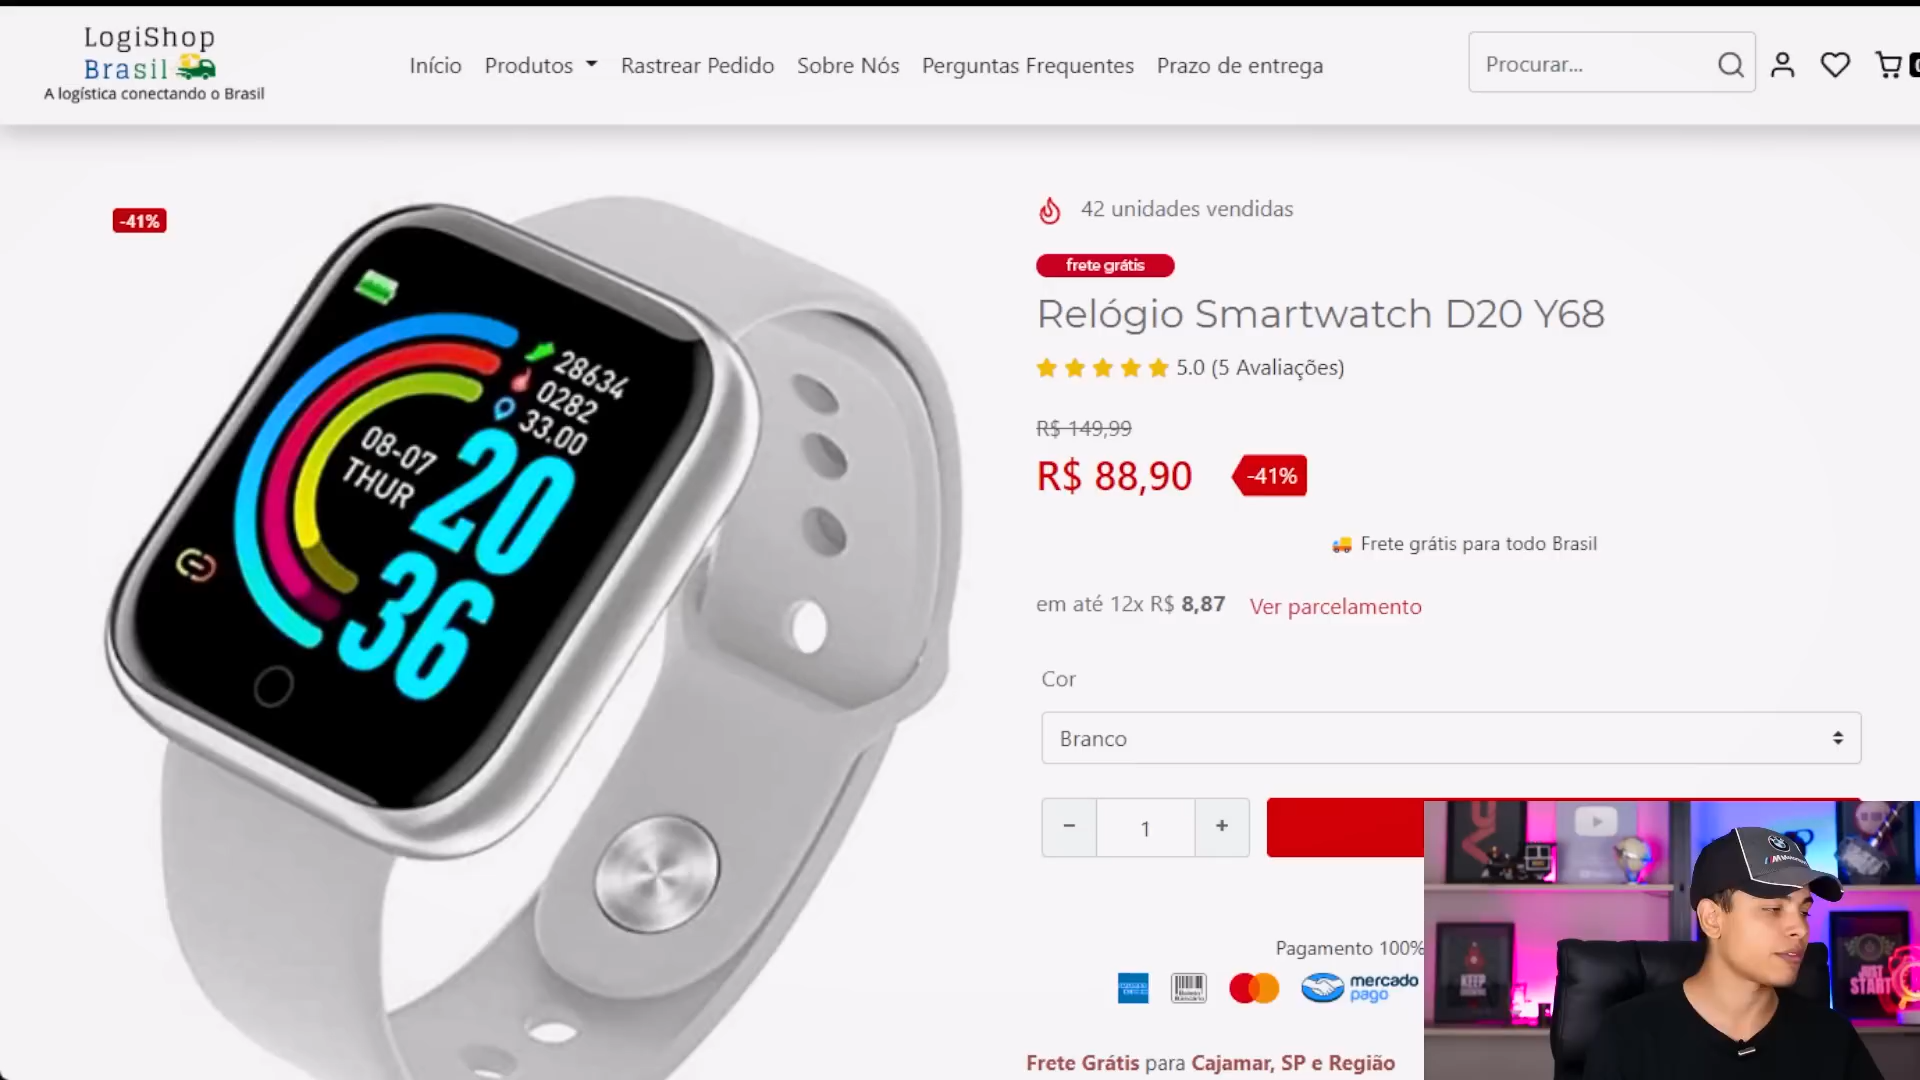 LogiShop
Brasil
A logística conectando o Brasil
Início Produtos Rastrear Pedido Sobre Nós Perguntas Frequentes Prazo de entrega
Procurar...
-41%
42 unidades vendidas
frete grátis
Relógio Smartwatch D20 Y68
5.0 (5 Avaliações)
R$ 149,99
R$ 88,90
-41%
Frete grátis para todo Brasil
em até 12x R$ 8,87 Ver parcelamento
Cor
Branco
− 1 +
Pagamento 100%
mercado
pago
Frete Grátis para Cajamar, SP e Região
28634
0282
33.00
08-07
THUR
20
36
KEEP
JUST
START